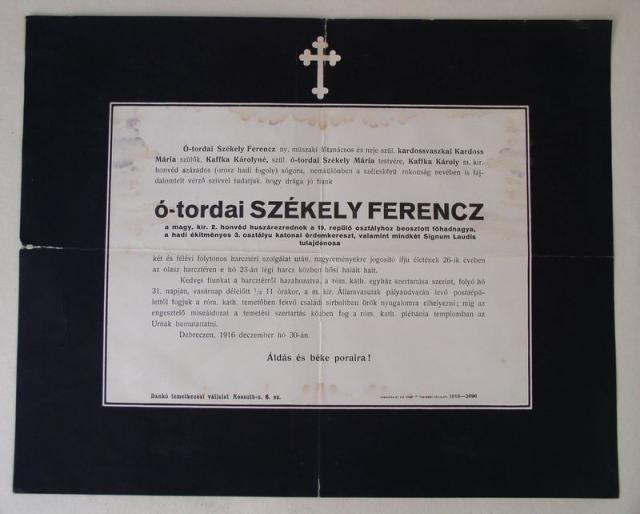 Ó-tordai Székely Ferencz ny. műszaki főtanácsos és neje szül. kardossvaszkai Kardoss
Mária szülők, Kaffka Károlyné, szül. ó-tordai Székely Mária testvére, Kaffka Károly m. kir.
honvéd százados (orosz hadi fogoly) sógora, nemkülönben a széleskörű rokonság nevében is fáj-
dalomtelt vérző szívvel tudatjuk, hogy drága jó fiunk
ó-tordai SZÉKELY FERENCZ
a magy. kir. 2. honvéd huszárezrednek a 19. repülő osztályhoz beosztott főhadnagya,
a hadi ékítményes 3. osztályu katonai érdemkereszt, valamint mindkét Signum Laudis
tulajdonosa
két és félévi folytonos harcztéri szolgálat után, nagyreményekre jogosító ifju életének 26-ik évében
az olasz harcztéren e hó 23-án légi harcz közben hősi halált halt.
Kedves fiunkat a harcztérről hazahozatva, a róm. kath. egyház szertartása szerint, folyó hó
31. napján, vasárnap délelőtt 1/2 11 órakor, a m. kir. Államvasutak pályaudvarán levő postaépü-
lettől fogjuk a róm. kath. temetőben fekvő családi sirboltban örök nyugalomra elhelyezni; míg az
engesztelő miseáldozat a temetési szertartás közben fog a róm. kath. plébánia templomban az
Urnak bemutattatni.
Debreczen, 1916 deczember hó 30-án.
Áldás és béke poraira!
Dankó temetkezési vállalat Kossuth-u. 6. sz.